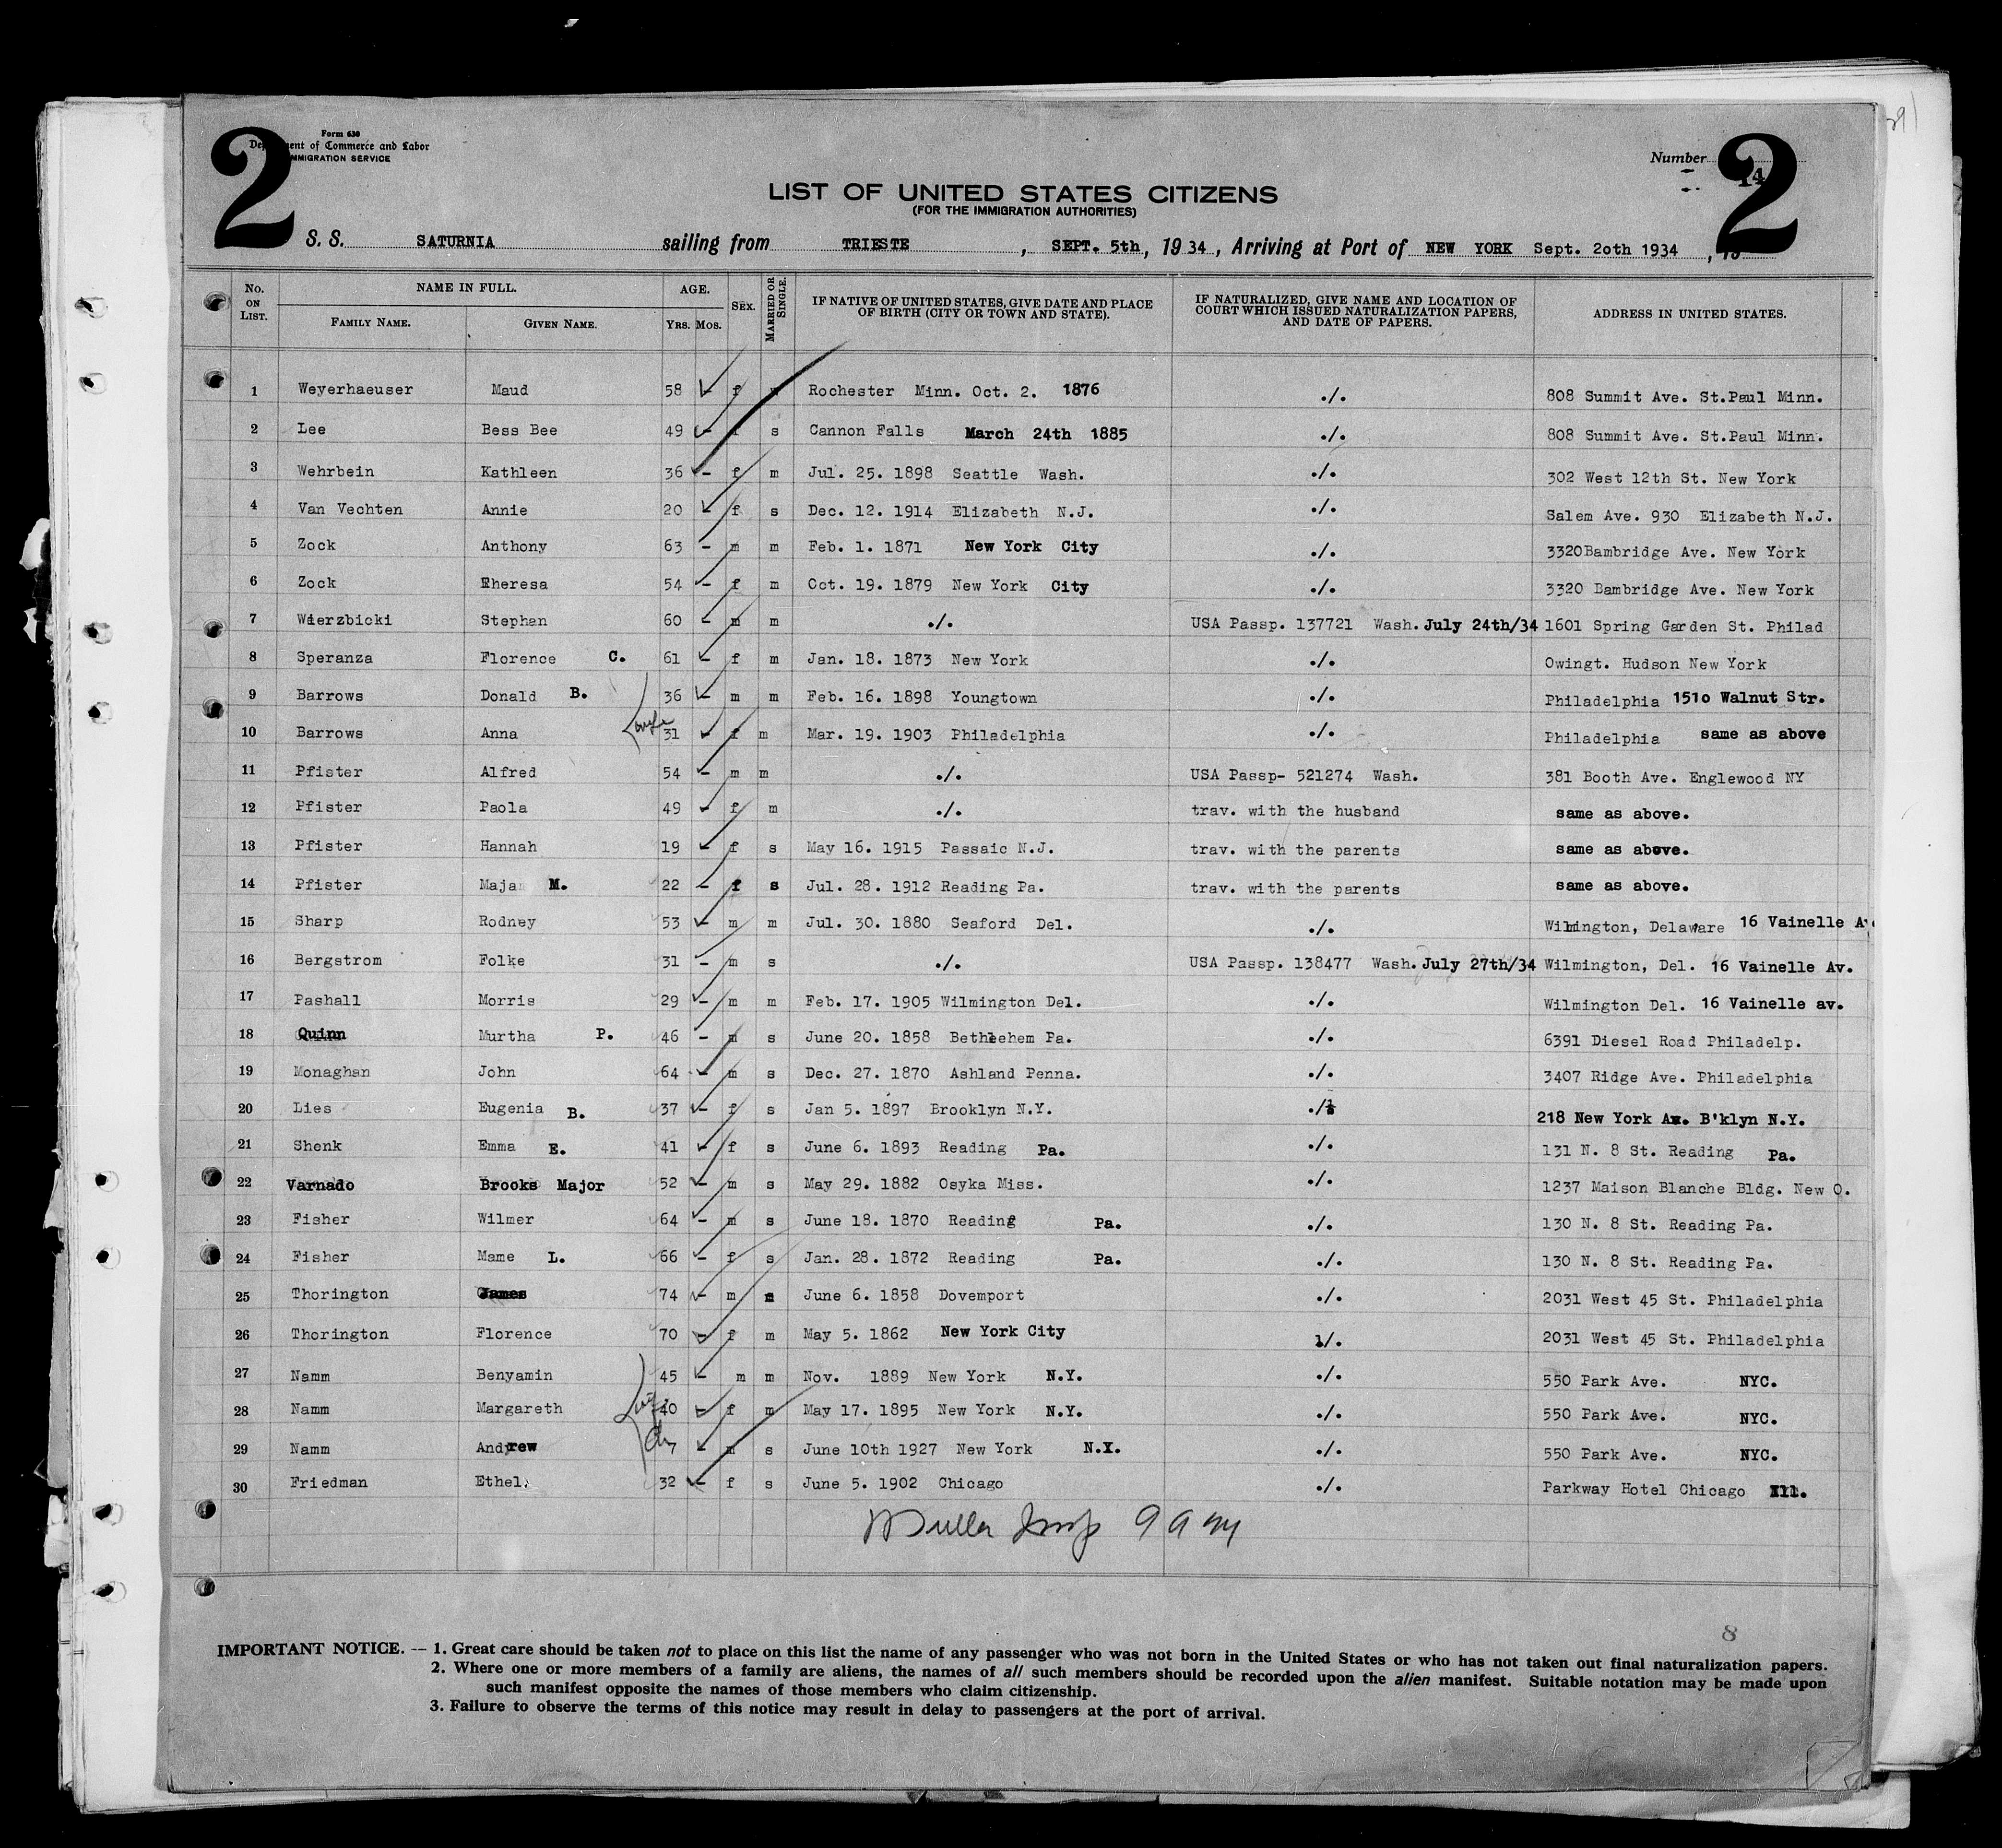 2
2
Form 630
Department of Commerce and Labor
IMMIGRATION SERVICE
Number
14
LIST OF UNITED STATES CITIZENS
(FOR THE IMMIGRATION AUTHORITIES)
S. S. SATURNIA sailing from TRIESTE , SEPT. 5th, 19 34 , Arriving at Port of NEW YORK Sept. 2oth 1934 , 19
No. ON LIST. NAME IN FULL. FAMILY NAME. GIVEN NAME. AGE. YRS. MOS. SEX. MARRIED OR SINGLE. IF NATIVE OF UNITED STATES, GIVE DATE AND PLACE OF BIRTH (CITY OR TOWN AND STATE). IF NATURALIZED, GIVE NAME AND LOCATION OF COURT WHICH ISSUED NATURALIZATION PAPERS, AND DATE OF PAPERS. ADDRESS IN UNITED STATES.
1 Weyerhaeuser Maud 58 - f Rochester Minn. Oct. 2. 1876 ./. 808 Summit Ave. St.Paul Minn.
2 Lee Bess Bee 49 - f s Cannon Falls March 24th 1885 ./. 808 Summit Ave. St.Paul Minn.
3 Wehrbein Kathleen 36 - f m Jul. 25. 1898 Seattle Wash. ./. 302 West 12th St. New York
4 Van Vechten Annie 20 - f s Dec. 12. 1914 Elizabeth N.J. ./. Salem Ave. 930 Elizabeth N.J.
5 Zock Anthony 63 - m m Feb. 1. 1871 New York City ./. 3320Bambridge Ave. New York
6 Zock Theresa 54 - f m Oct. 19. 1879 New York City ./. 3320 Bambridge Ave. New York
7 Wierzbicki Stephan 60 - m m ./. USA Passp. 137721 Wash. July 24th/34 1601 Spring Garden St. Philad
8 Speranza Florence C. 61 - f m Jan. 18. 1873 New York ./. Owingt. Hudson New York
9 Barrows Donald B. 36 - m m Feb. 16. 1898 Youngtown ./. Philadelphia 151o Walnut Str.
wife
10 Barrows Anna 31 - f m Mar. 19. 1903 Philadelphia ./. Philadelphia same as above
11 Pfister Alfred 54 - m m ./. USA Passp- 521274 Wash. 381 Booth Ave. Englewood NY
12 Pfister Paola 49 - f m ./. trav. with the husband same as above.
13 Pfister Hannah 19 - f s May 16. 1915 Passaic N.J. trav. with the parents same as above.
14 Pfister Maja M. 22 - f s Jul. 28. 1912 Reading Pa. trav. with the parents same as above.
15 Sharp Rodney 53 - m m Jul. 30. 1880 Seaford Del. ./. Wilmington, Delaware 16 Vainelle Av
16 Bergstrom Folke 31 - m s ./. USA Passp. 138477 Wash. July 27th/34 Wilmington, Del. 16 Vainelle Av.
17 Pashall Morris 29 - m m Feb. 17. 1905 Wilmington Del. ./. Wilmington Del. 16 Vainelle av.
18 Quinn Murtha P. 46 - m s June 20. 1858 Bethleehem Pa. ./. 6391 Diesel Road Philadelp.
19 Monaghan John 64 - m s Dec. 27. 1870 Ashland Penna. ./. 3407 Ridge Ave. Philadelphia
20 Lies Eugenia B. 37 - f s Jan 5. 1897 Brooklyn N.Y. ./. 218 New York Av. B'klyn N.Y.
21 Shenk Emma E. 41 - f s June 6. 1893 Reading Pa. ./. 131 N. 8 St. Reading Pa.
22 Varnado Brooks Major 52 - m s May 29. 1882 Osyka Miss. ./. 1237 Maison Blanche Bldg. New O.
23 Fisher Wilmer 64 - m s June 18. 1870 Reading Pa. ./. 130 N. 8 St. Reading Pa.
24 Fisher Mame L. 66 - f s Jan. 28. 1872 Reading Pa. ./. 130 N. 8 St. Reading Pa.
25 Thorington James 74 - m June 6. 1858 Dovemport ./. 2031 West 45 St. Philadelphia
26 Thorington Florence 70 - f m May 5. 1862 New York City ./. 2031 West 45 St. Philadelphia
27 Namm Benyamin 45 - m m Nov. 1889 New York N.Y. ./. 550 Park Ave. NYC.
28 Namm Margareth 40 - f m May 17. 1895 New York N.Y. ./. 550 Park Ave. NYC.
29 Namm Andrew 7 m s June 10th 1927 New York N.Y. ./. 550 Park Ave. NYC.
30 Friedman Ethel 32 - f s June 5. 1902 Chicago ./. Parkway Hotel Chicago Ill.
8
IMPORTANT NOTICE. -- 1. Great care should be taken not to place on this list the name of any passenger who was not born in the United States or who has not taken out final naturalization papers.
2. Where one or more members of a family are aliens, the names of all such members should be recorded upon the alien manifest. Suitable notation may be made upon
such manifest opposite the names of those members who claim citizenship.
3. Failure to observe the terms of this notice may result in delay to passengers at the port of arrival.